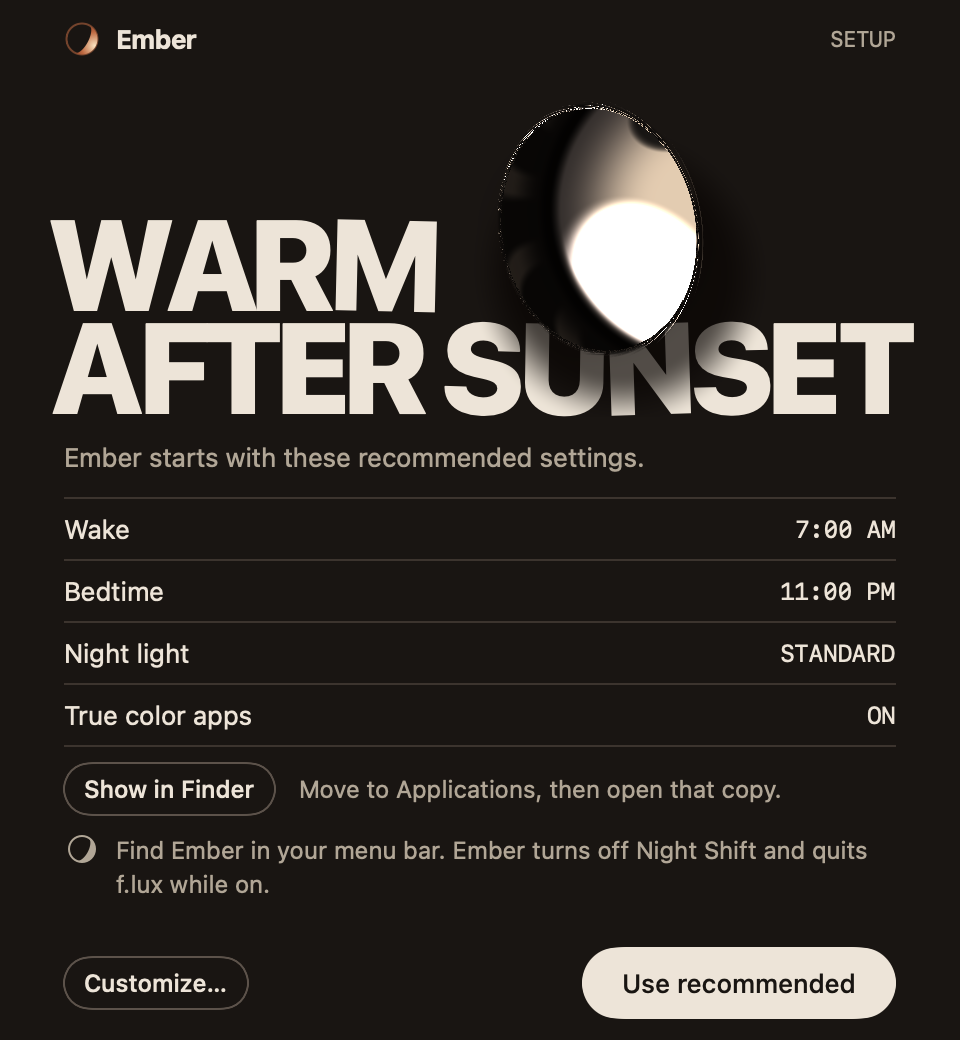 Ember
SETUP
WARM
AFTER SUNSET
Ember starts with these recommended settings.
Wake
7:00 AM
Bedtime
11:00 PM
Night light
STANDARD
True color apps
ON
Show in Finder
Move to Applications, then open that copy.
Find Ember in your menu bar. Ember turns off Night Shift and quits
f.lux while on.
Customize...
Use recommended